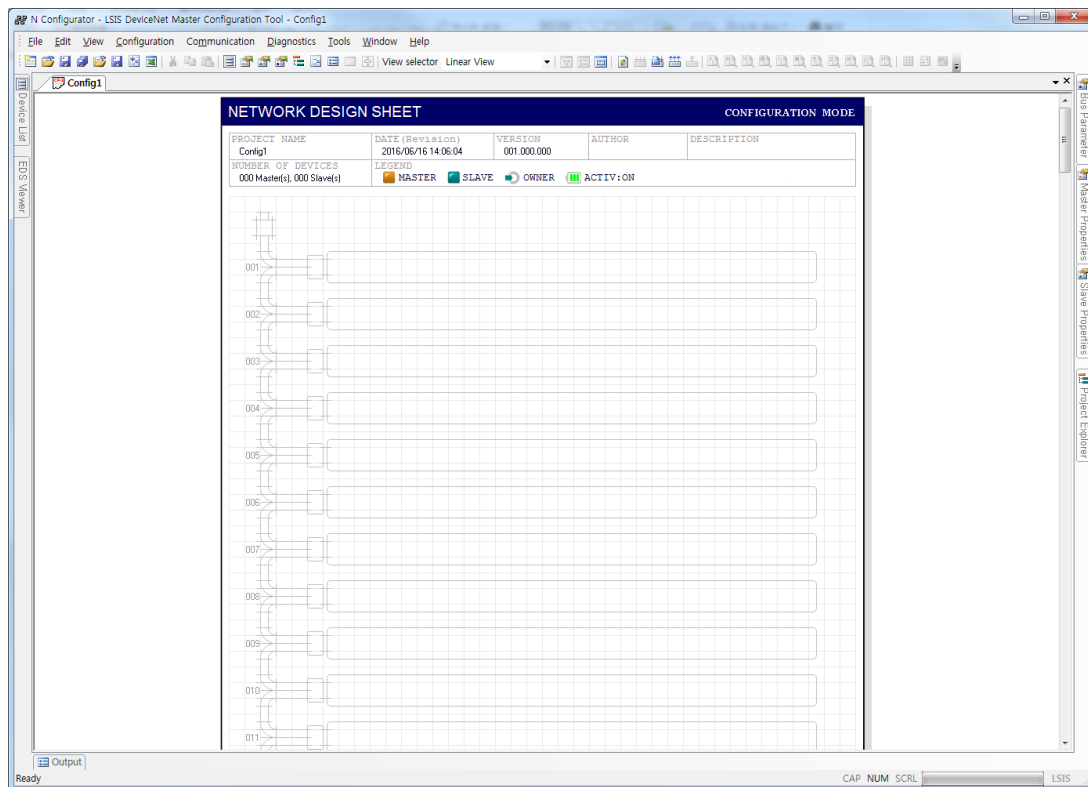 N Configurator - LSIS DeviceNet Master Configuration Tool - Config1
File Edit View Configuration Communication Diagnostics Tools Window Help
View selector Linear View
Config1
Device List
EDS Viewer
NETWORK DESIGN SHEET CONFIGURATION MODE
PROJECT NAME DATE(Revision) VERSION AUTHOR DESCRIPTION
Config1 2016/06/16 14:06:04 001.000.000
NUMBER OF DEVICES LEGEND
000 Master(s), 000 Slave(s) MASTER SLAVE OWNER ACTIV:ON
001
002
003
004
005
006
007
008
009
010
011
Bus Parameter
Master Properties
Slave Properties
Project Explorer
Output
Ready CAP NUM SCRL LSIS